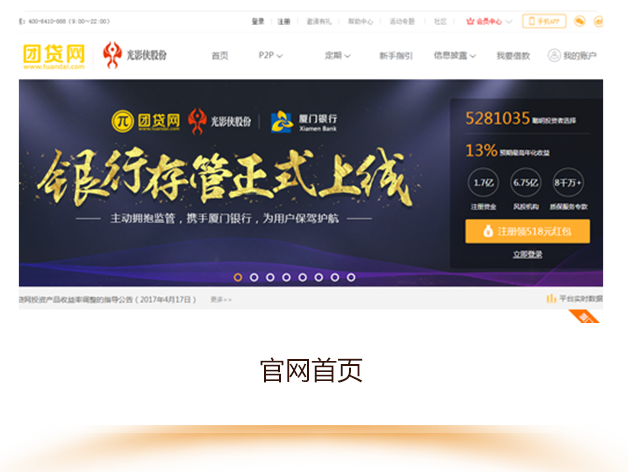 400-6410-888（9:00~22:00） 登录 注册 邀请有礼 帮助中心 活动专题 社区 会员中心 手机APP
团贷网 www.tuandai.com 光影侠股份 首页 P2P 定期 新手指引 信息披露 我要借款 我的账户
团贷网 www.tuandai.com 光影侠股份 厦门银行 Xiamen Bank
银行存管正式上线
主动拥抱监管，携手厦门银行，为用户保驾护航
5281035 聪明投资者选择
13% 预期最高年化收益
1.7亿 6.75亿 8千万+
注册资金 风投机构 质保服务专款
注册领518元红包
立即登录
网投资产品收益率调整的指导公告（2017年4月17日） 更多>> 平台实时数据
官网首页